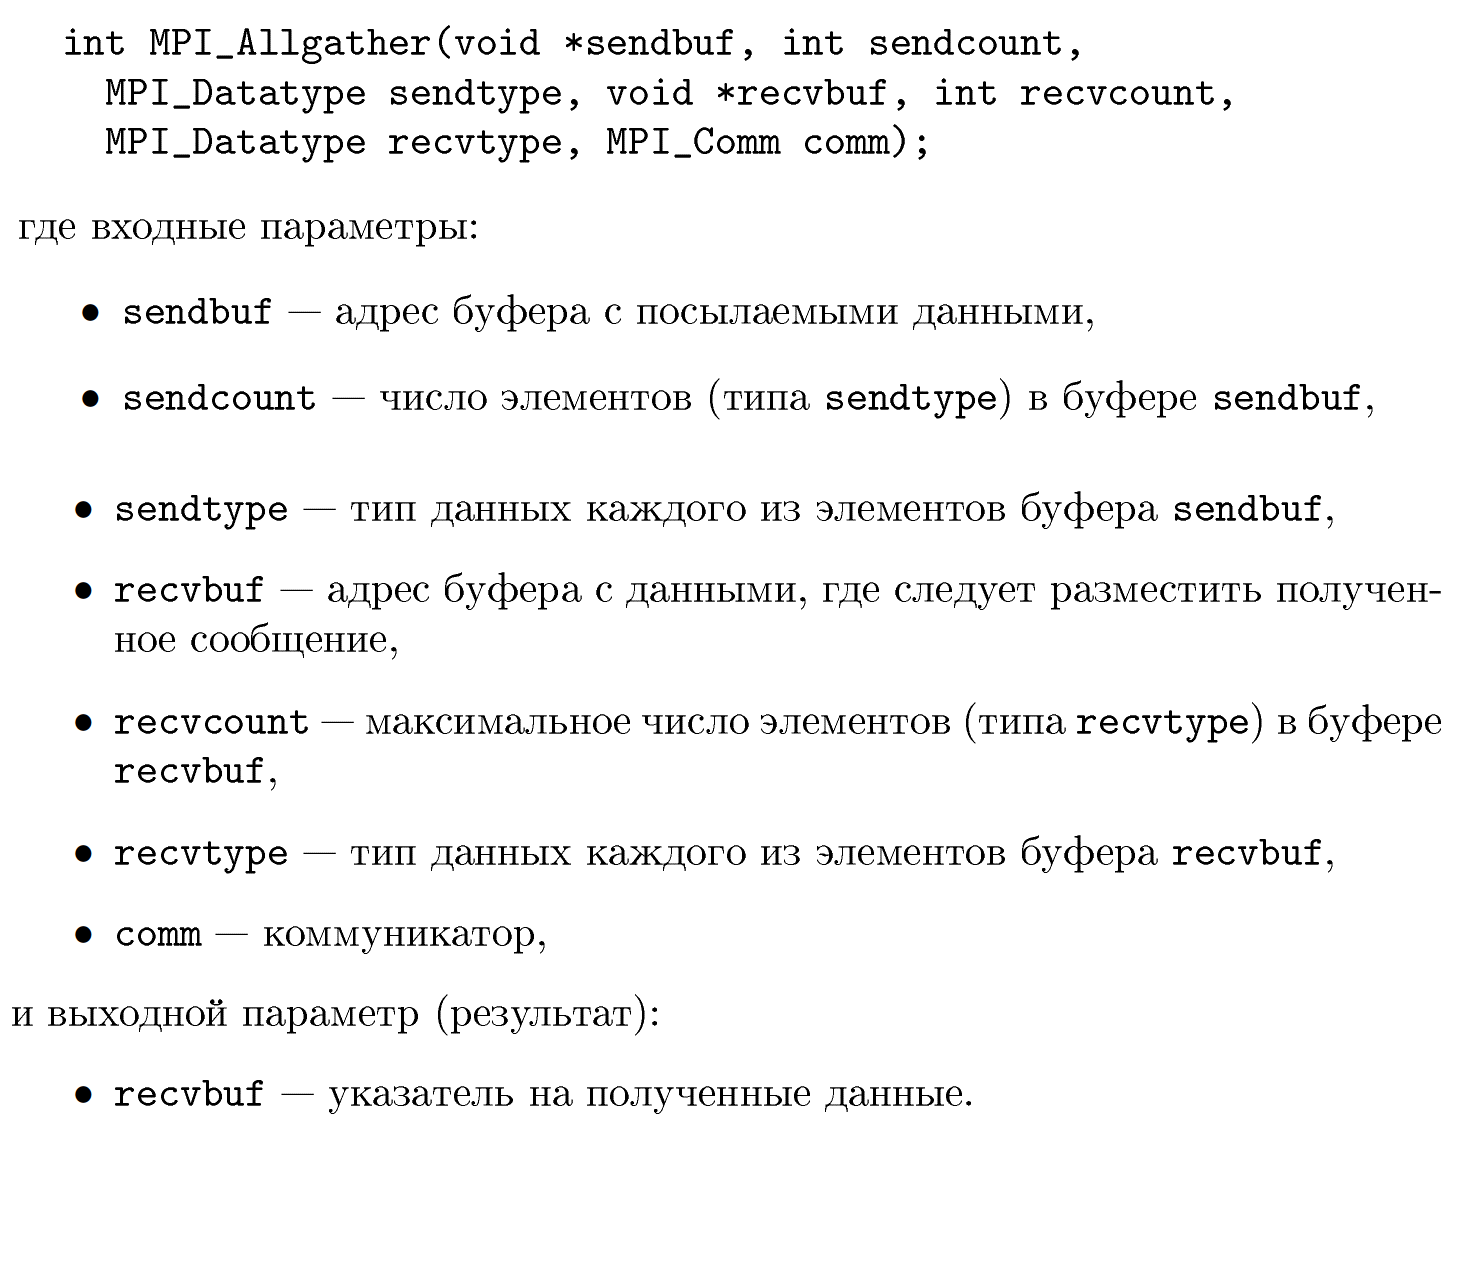 int MPI_Allgather(void *sendbuf, int sendcount,
MPI_Datatype sendtype, void *recvbuf, int recvcount,
MPI_Datatype recvtype, MPI_Comm comm);
где входные параметры:
• sendbuf — адрес буфера с посылаемыми данными,
• sendcount — число элементов (типа sendtype) в буфере sendbuf,
• sendtype — тип данных каждого из элементов буфера sendbuf,
• recvbuf — адрес буфера с данными, где следует разместить получен-
ное сообщение,
• recvcount — максимальное число элементов (типа recvtype) в буфере
recvbuf,
• recvtype — тип данных каждого из элементов буфера recvbuf,
• comm — коммуникатор,
и выходной параметр (результат):
• recvbuf — указатель на полученные данные.